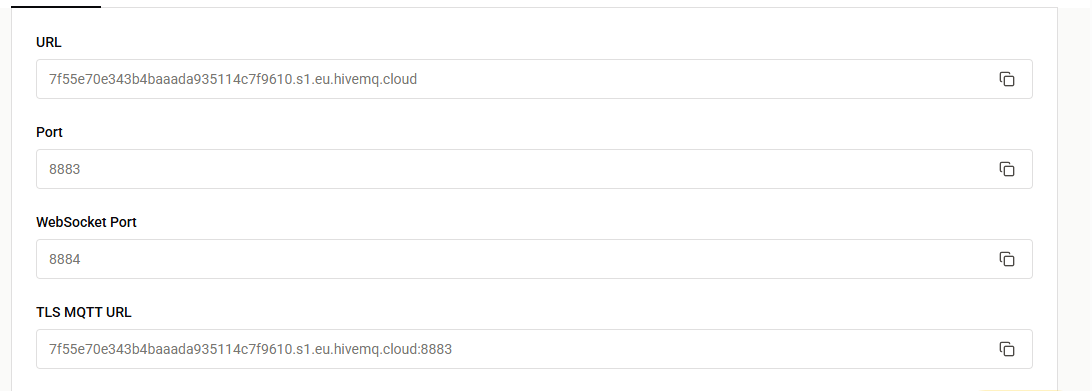 URL
7f55e70e343b4baaada935114c7f9610.s1.eu.hivemq.cloud
Port
8883
WebSocket Port
8884
TLS MQTT URL
7f55e70e343b4baaada935114c7f9610.s1.eu.hivemq.cloud:8883